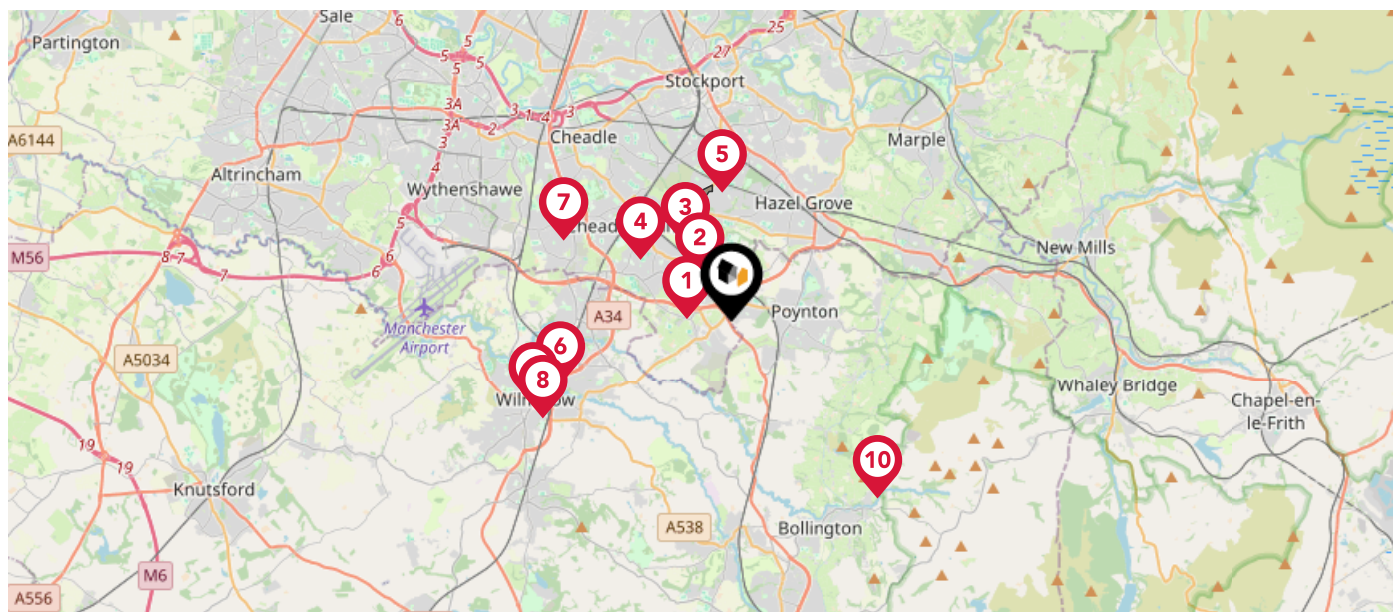 Sale
6
5
25
Partington
5
5
27
5
Stockport
3A
3
1
4
3
3A
2
Cheadle
A6144
3
Marple
5
4
Altrincham
Wythenshawe
7
3
Hazel Grove
4
5
2
New Mills
M56
8
7
6
7
6
1
A34
Poynton
Manchester
Airport
6
A5034
8
Whaley Bridge
Chapel-en-
le-Frith
19
19
10
Knutsford
A538
Bollington
M6
A556